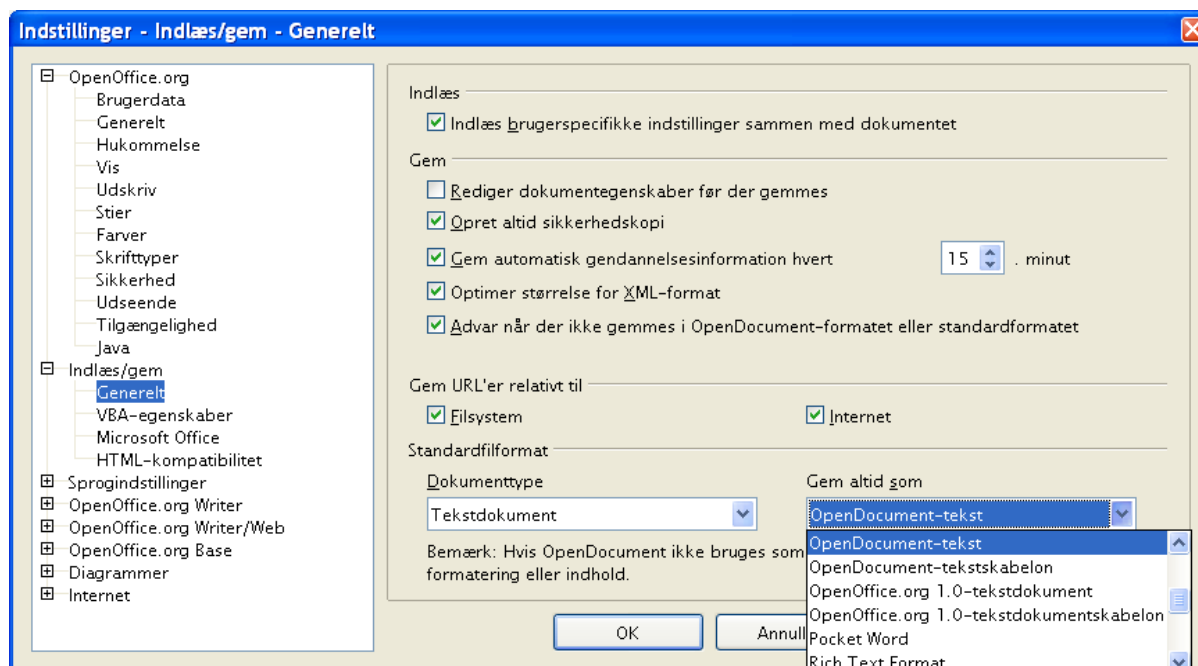 Indstillinger - Indlæs/gem - Generelt
OpenOffice.org
Brugerdata
Generelt
Hukommelse
Vis
Udskriv
Stier
Farver
Skrifttyper
Sikkerhed
Udseende
Tilgængelighed
Java
Indlæs/gem
Generelt
VBA-egenskaber
Microsoft Office
HTML-kompatibilitet
Sprogindstillinger
OpenOffice.org Writer
OpenOffice.org Writer/Web
OpenOffice.org Base
Diagrammer
Internet
Indlæs
Indlæs brugerspecifikke indstillinger sammen med dokumentet
Gem
Rediger dokumentegenskaber før der gemmes
Opret altid sikkerhedskopi
Gem automatisk gendannelsesinformation hvert 15 . minut
Optimer størrelse for XML-format
Advar når der ikke gemmes i OpenDocument-formatet eller standardformatet
Gem URL'er relativt til
Filsystem Internet
Standardfilformat
Dokumenttype Gem altid som
Tekstdokument OpenDocument-tekst
Bemærk: Hvis OpenDocument ikke bruges som
formatering eller indhold.
OpenDocument-tekst
OpenDocument-tekstskabelon
OpenOffice.org 1.0-tekstdokument
OpenOffice.org 1.0-tekstdokumentskabelon
Pocket Word
Rich Text Format
OK Annull